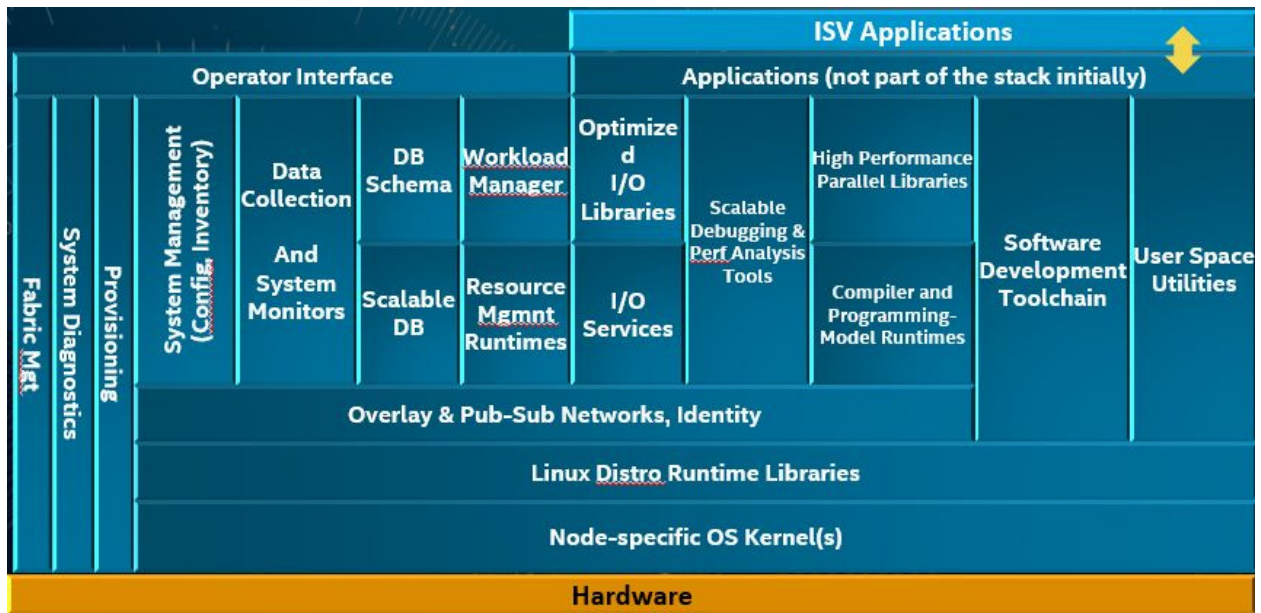 ISV Applications
Operator Interface
Applications (not part of the stack initially)
Fabric Mgt
System Diagnostics
Provisioning
System Management
(Config, Inventory)
Data
Collection
And
System
Monitors
DB
Schema
Scalable
DB
Workload
Manager
Resource
Mgmnt
Runtimes
Optimize
d
I/O
Libraries
I/O
Services
Scalable
Debugging &
Perf Analysis
Tools
High Performance
Parallel Libraries
Compiler and
Programming-
Model Runtimes
Software
Development
Toolchain
User Space
Utilities
Overlay & Pub-Sub Networks, Identity
Linux Distro Runtime Libraries
Node-specific OS Kernel(s)
Hardware